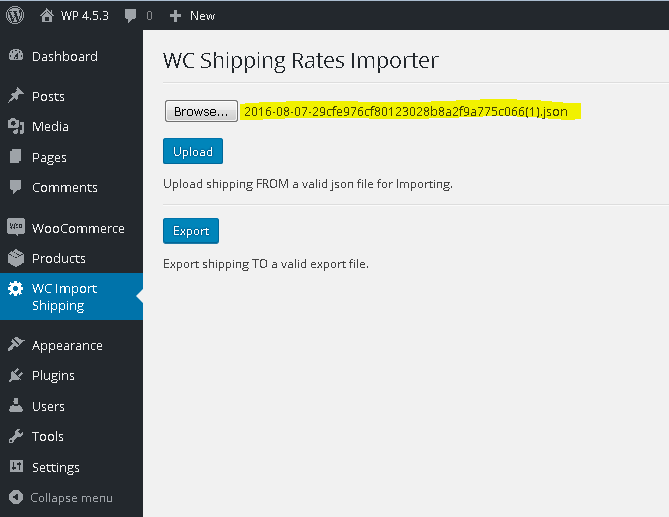 WP 4.5.3 0 + New
Dashboard
Posts
Media
Pages
Comments
WooCommerce
Products
WC Import
Shipping
Appearance
Plugins
Users
Tools
Settings
Collapse menu
WC Shipping Rates Importer
Browse... 2016-08-07-29cfe976cf80123028b8a2f9a775c066(1).json
Upload
Upload shipping FROM a valid json file for Importing.
Export
Export shipping TO a valid export file.